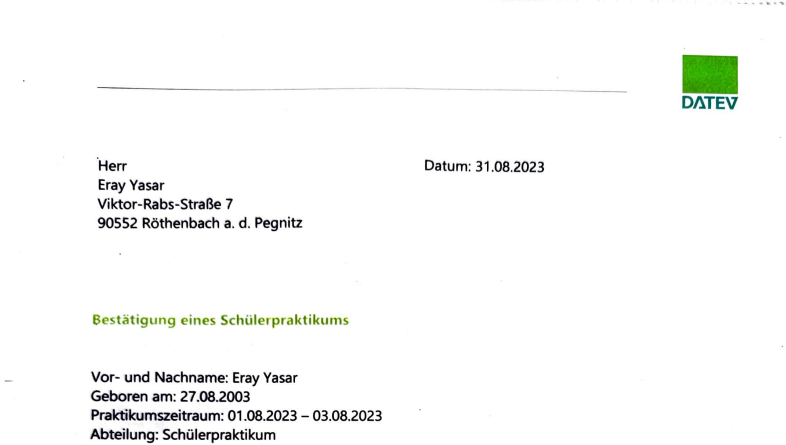 DATEV
Herr
Datum: 31.08.2023
Eray Yasar
Viktor-Rabs-Straße 7
90552 Röthenbach a. d. Pegnitz
Bestätigung eines Schülerpraktikums
Vor- und Nachname: Eray Yasar
Geboren am: 27.08.2003
Praktikumszeitraum: 01.08.2023 – 03.08.2023
Abteilung: Schülerpraktikum